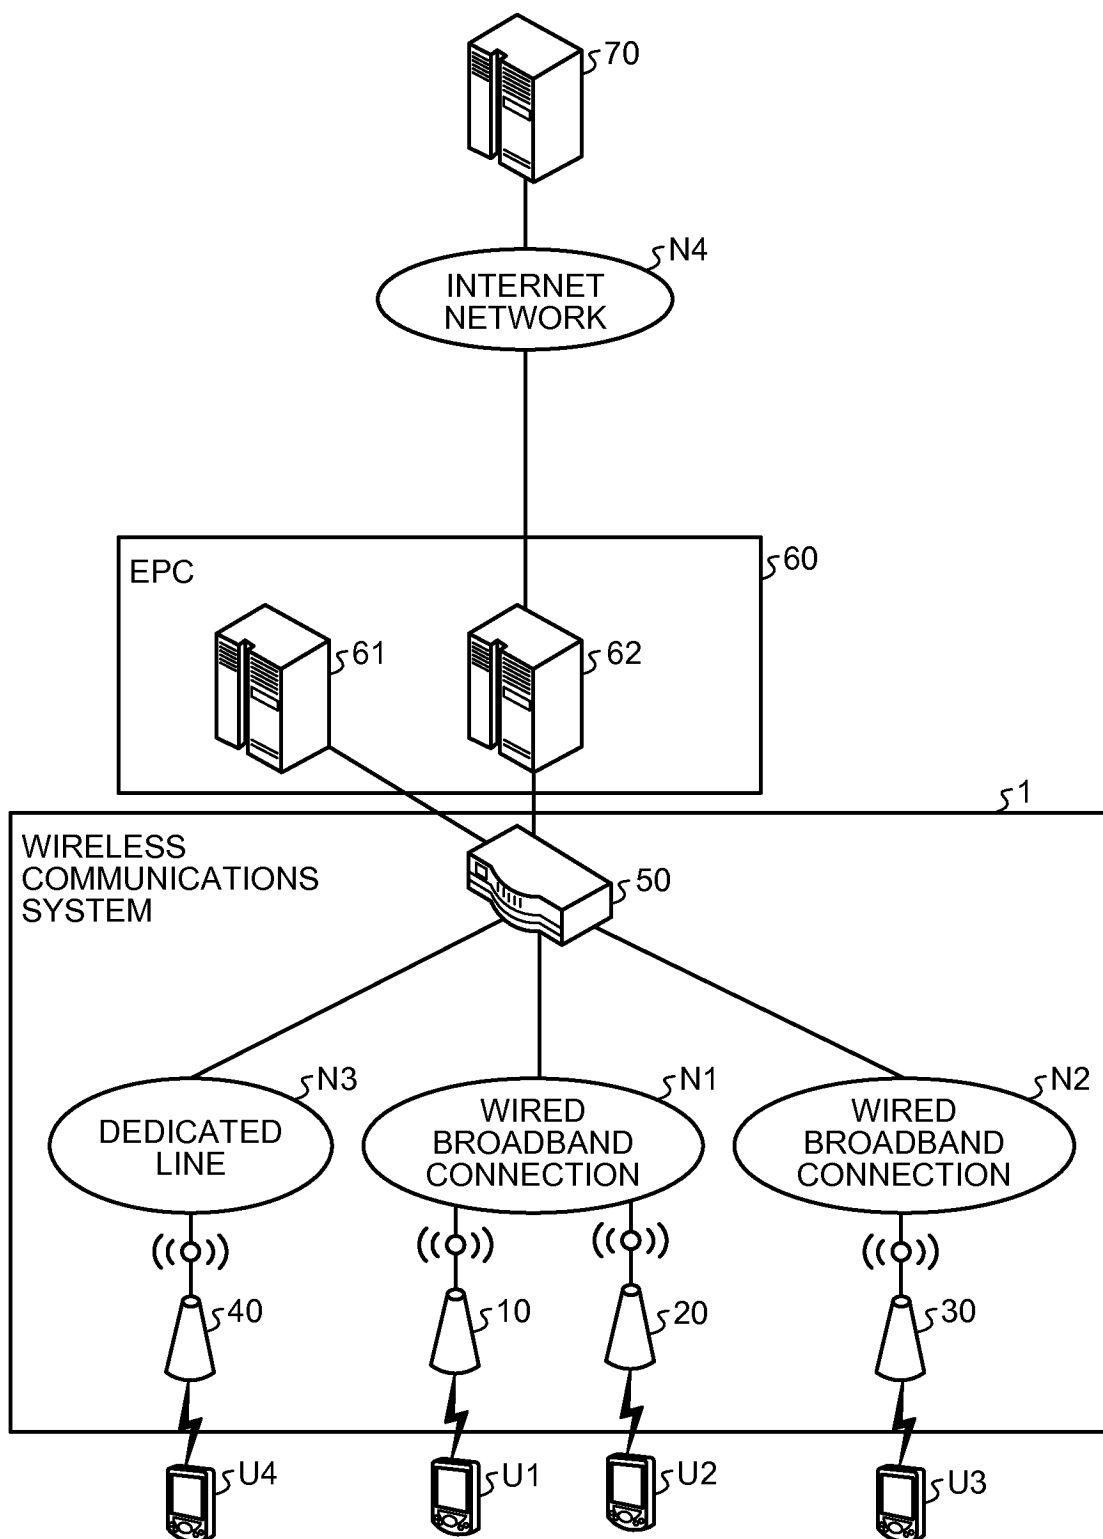 70
N4
INTERNET
NETWORK
EPC
60
61
62
1
WIRELESS
COMMUNICATIONS
SYSTEM
50
N3
N1
N2
DEDICATED
LINE
WIRED
BROADBAND
CONNECTION
WIRED
BROADBAND
CONNECTION
40
10
20
30
U4
U1
U2
U3